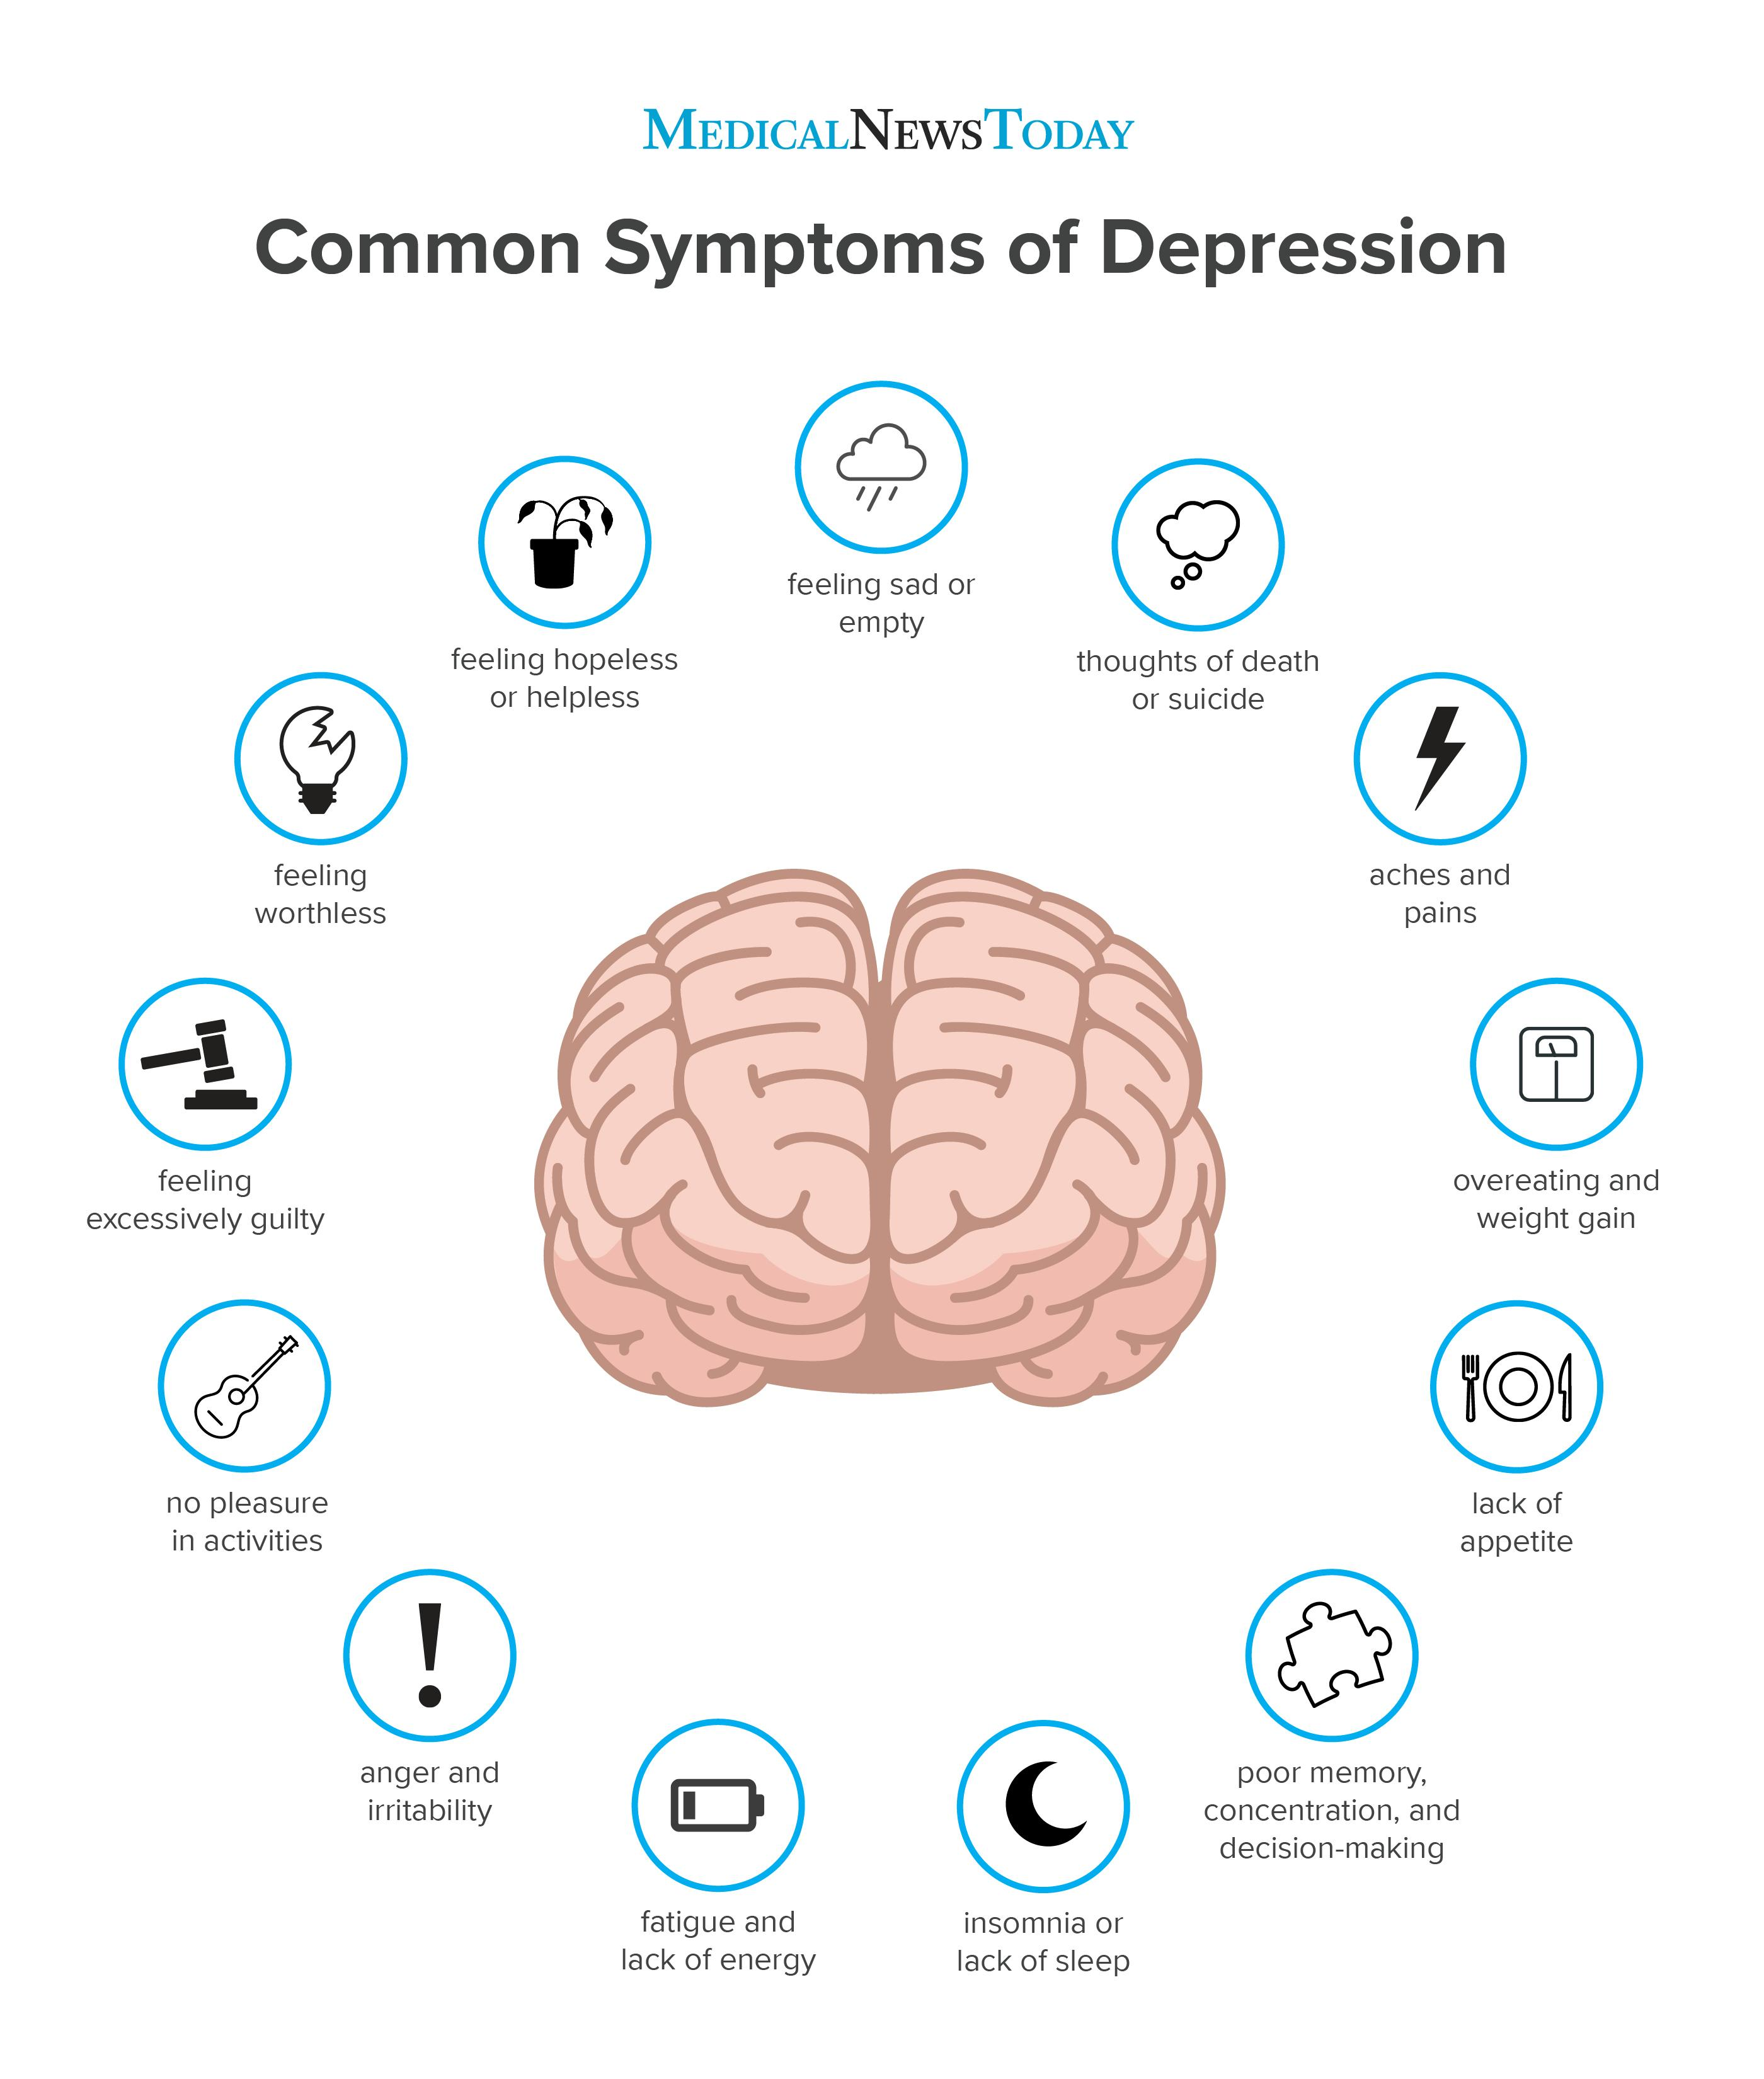 MEDICALNEWSTODAY
Common Symptoms of Depression
feeling sad or
empty
thoughts of death
or suicide
aches and
pains
overeating and
weight gain
lack of
appetite
poor memory,
concentration, and
decision-making
insomnia or
lack of sleep
fatigue and
lack of energy
anger and
irritability
no pleasure
in activities
feeling
excessively guilty
feeling
worthless
feeling hopeless
or helpless